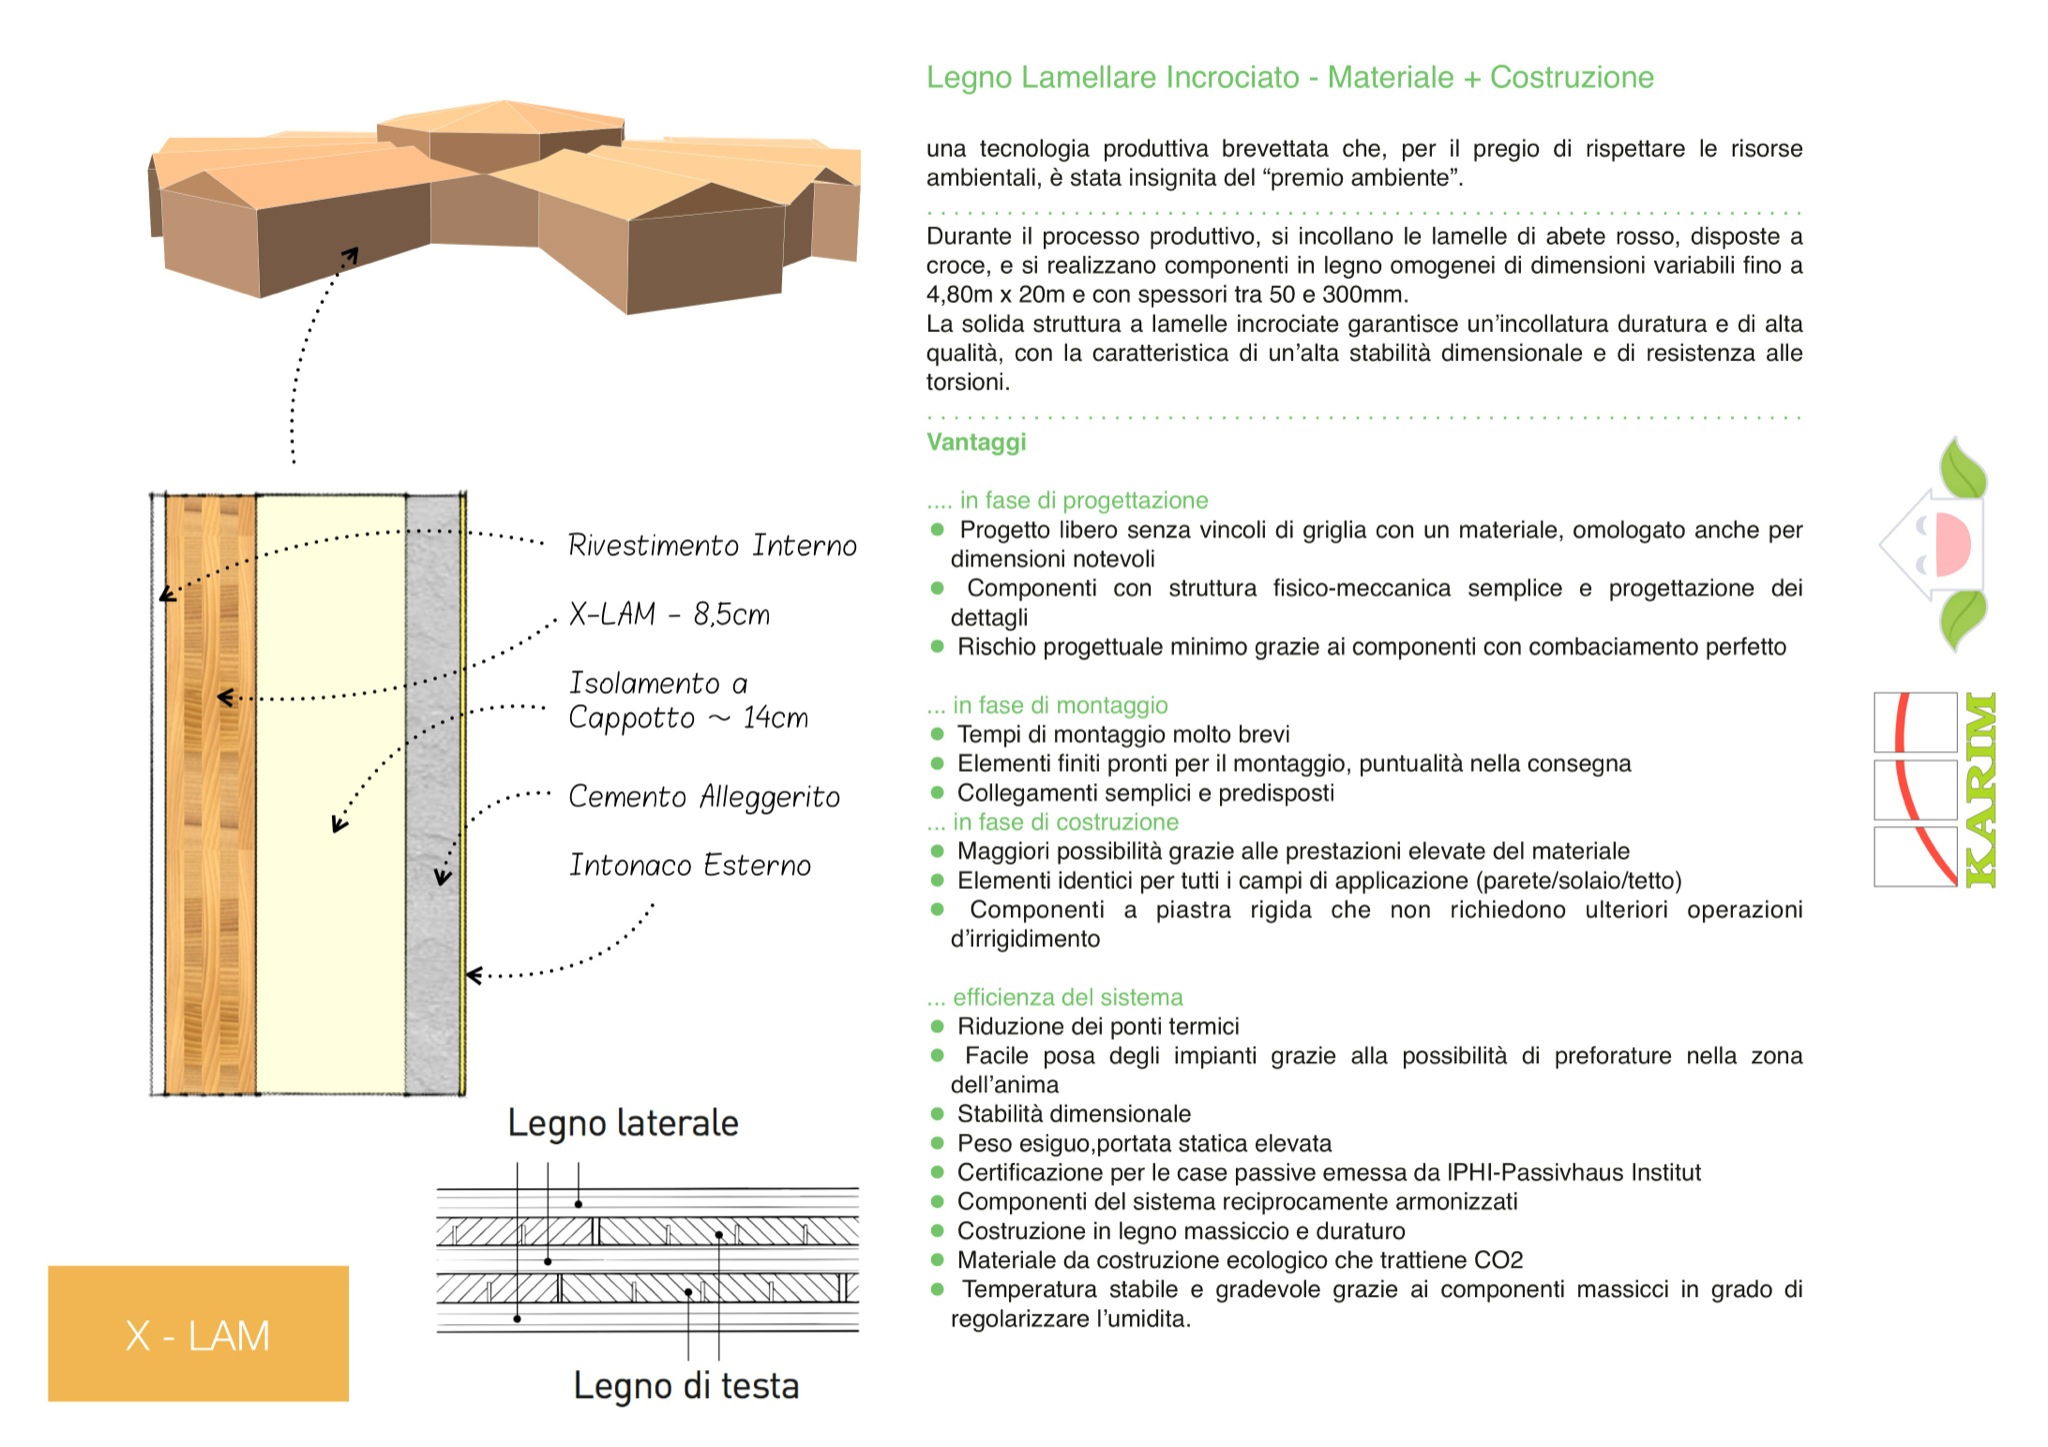 Legno Lamellare Incrociato - Materiale + Costruzione
una tecnologia produttiva brevettata che, per il pregio di rispettare le risorse
ambientali, è stata insignita del “premio ambiente”.
Durante il processo produttivo, si incollano le lamelle di abete rosso, disposte a
croce, e si realizzano componenti in legno omogenei di dimensioni variabili fino a
4,80m x 20m e con spessori tra 50 e 300mm.
La solida struttura a lamelle incrociate garantisce un’incollatura duratura e di alta
qualità, con la caratteristica di un’alta stabilità dimensionale e di resistenza alle
torsioni.
Vantaggi
.... in fase di progettazione
● Progetto libero senza vincoli di griglia con un materiale, omologato anche per
dimensioni notevoli
● Componenti con struttura fisico-meccanica semplice e progettazione dei
dettagli
● Rischio progettuale minimo grazie ai componenti con combaciamento perfetto
... in fase di montaggio
● Tempi di montaggio molto brevi
● Elementi finiti pronti per il montaggio, puntualità nella consegna
● Collegamenti semplici e predisposti
... in fase di costruzione
● Maggiori possibilità grazie alle prestazioni elevate del materiale
● Elementi identici per tutti i campi di applicazione (parete/solaio/tetto)
● Componenti a piastra rigida che non richiedono ulteriori operazioni
d’irrigidimento
... efficienza del sistema
● Riduzione dei ponti termici
● Facile posa degli impianti grazie alla possibilità di preforature nella zona
dell’anima
● Stabilità dimensionale
● Peso esiguo,portata statica elevata
● Certificazione per le case passive emessa da IPHI-Passivhaus Institut
● Componenti del sistema reciprocamente armonizzati
● Costruzione in legno massiccio e duraturo
● Materiale da costruzione ecologico che trattiene CO2
● Temperatura stabile e gradevole grazie ai componenti massicci in grado di
regolarizzare l’umidita.
Rivestimento Interno
X-LAM - 8,5cm
Isolamento a
Cappotto ~ 14cm
Cemento Alleggerito
Intonaco Esterno
Legno laterale
Legno di testa
X - LAM
KARIM